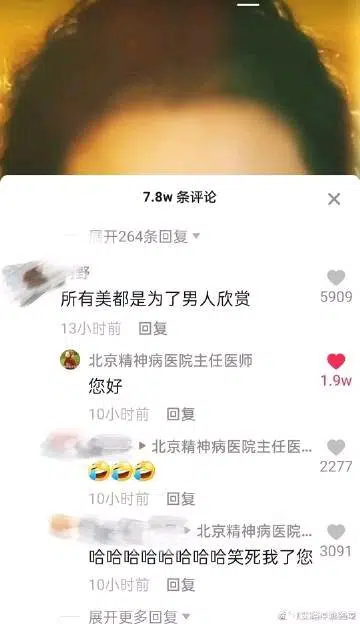 7.8w 条评论
展开264条回复
野
5909
所有美都是为了男人欣赏
13小时前 回复
北京精神病医院主任医师
您好
1.9w
10小时前 回复
北京精神病医院主任医...
🤣🤣🤣
2277
10小时前 回复
北京精神病医院...
哈哈哈哈哈哈哈哈笑死我了您
3091
10小时前 回复
展开更多回复